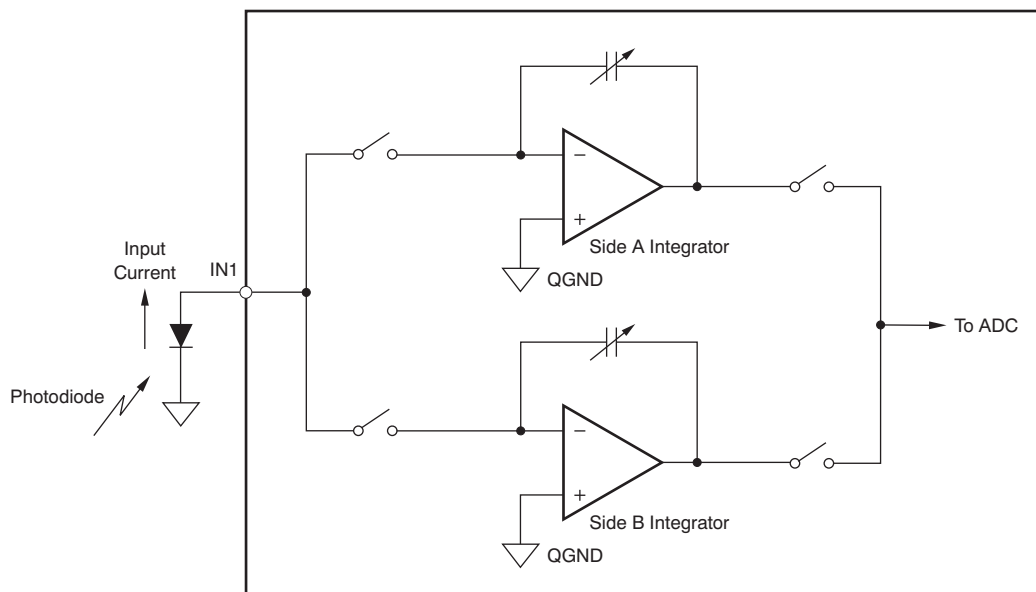 −
+
Side A Integrator
QGND
Input
Current
IN1
To ADC
Photodiode
−
+
Side B Integrator
QGND